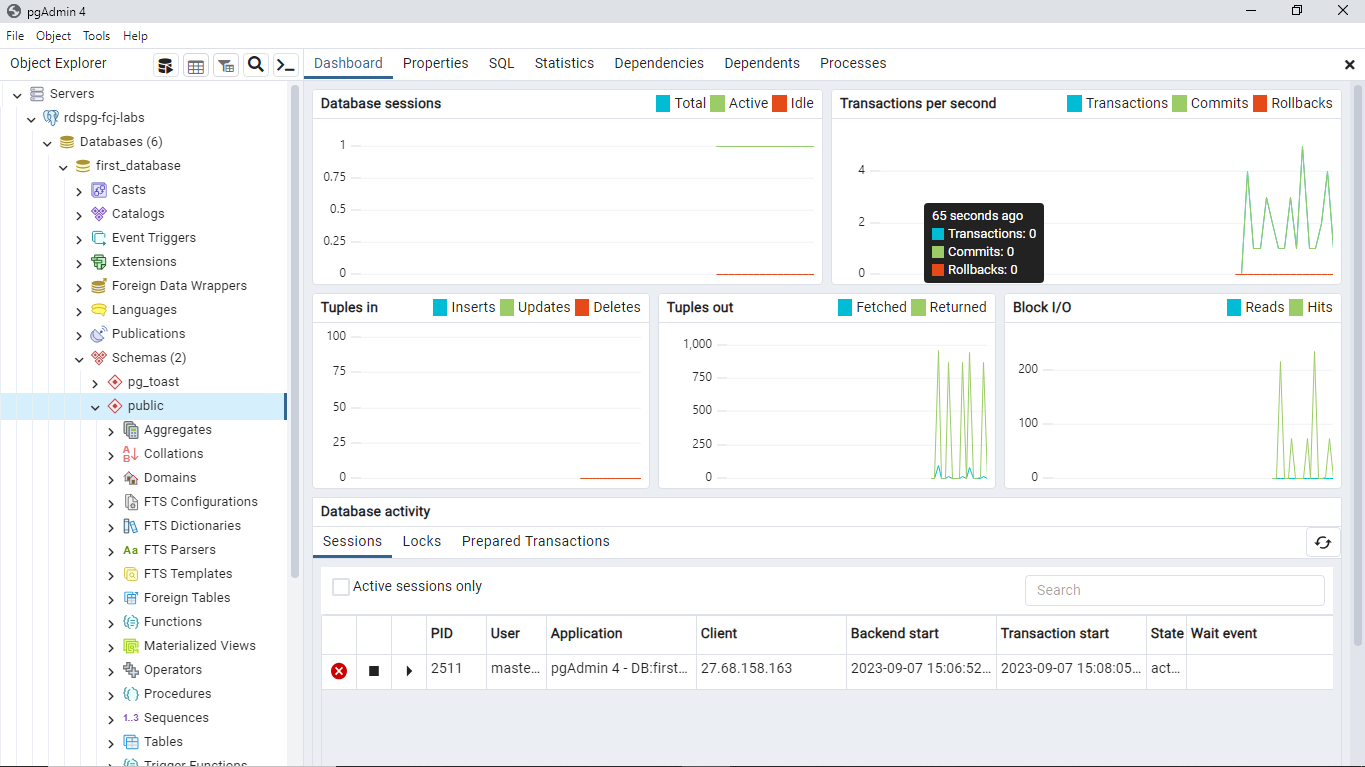 pgAdmin 4
File Object Tools Help
Object Explorer
Servers
rdspg-fcj-labs
Databases (6)
first_database
Casts
Catalogs
Event Triggers
Extensions
Foreign Data Wrappers
Languages
Publications
Schemas (2)
pg_toast
public
Aggregates
Collations
Domains
FTS Configurations
FTS Dictionaries
Aa FTS Parsers
FTS Templates
Foreign Tables
Functions
Materialized Views
Operators
Procedures
1..3 Sequences
Tables
Trigger Functions
Dashboard Properties SQL Statistics Dependencies Dependents Processes
Database sessions
Total Active Idle
1
0.75
0.5
0.25
0
Transactions per second
Transactions Commits Rollbacks
4
2
0
65 seconds ago
Transactions: 0
Commits: 0
Rollbacks: 0
Tuples in
Inserts Updates Deletes
100
75
50
25
0
Tuples out
Fetched Returned
1,000
750
500
250
0
Block I/O
Reads Hits
200
100
0
Database activity
Sessions Locks Prepared Transactions
Active sessions only
Search
PID User Application Client Backend start Transaction start State Wait event
2511 maste... pgAdmin 4 - DB:first... 27.68.158.163 2023-09-07 15:06:52... 2023-09-07 15:08:05... act...